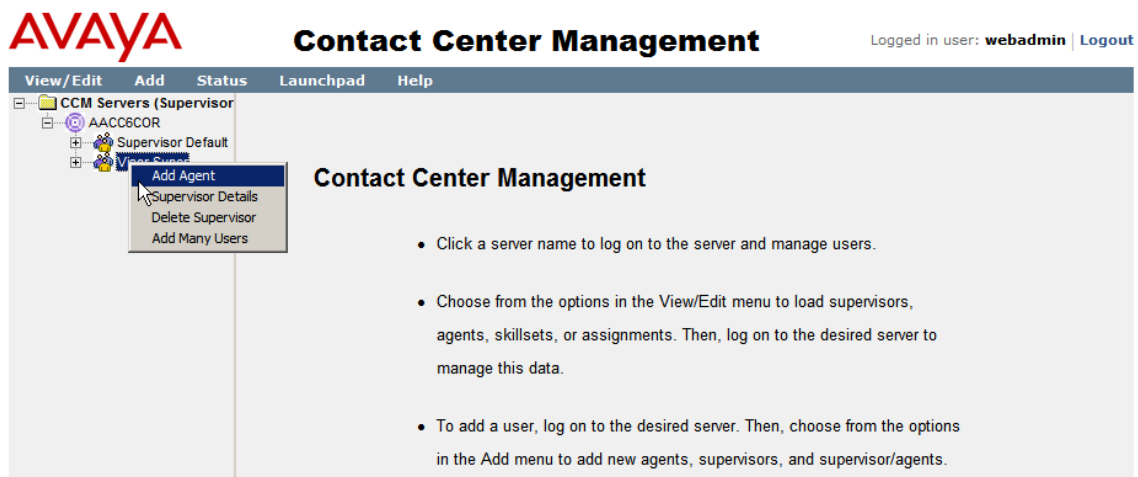 AVAYA
Contact Center Management
Logged in user: webadmin | Logout
View/Edit Add Status Launchpad Help
CCM Servers (Supervisor
AACC6COR
Supervisor Default
Super
Add Agent
Supervisor Details
Delete Supervisor
Add Many Users
Contact Center Management
• Click a server name to log on to the server and manage users.
• Choose from the options in the View/Edit menu to load supervisors,
agents, skillsets, or assignments. Then, log on to the desired server to
manage this data.
• To add a user, log on to the desired server. Then, choose from the options
in the Add menu to add new agents, supervisors, and supervisor/agents.